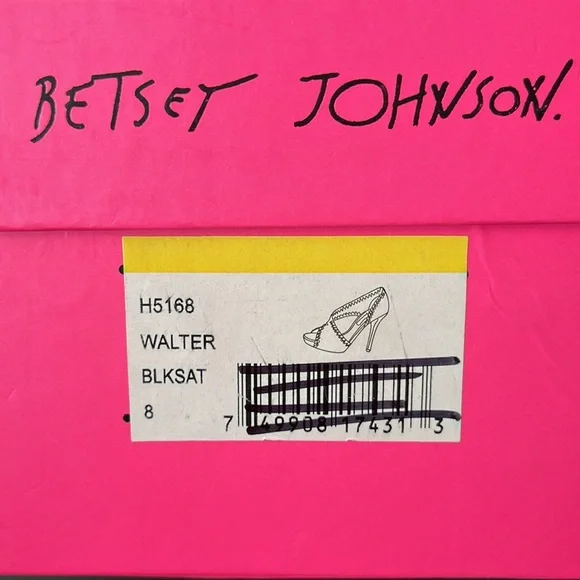 BETSEY JOHNSON.
H5168
WALTER
BLKSAT
8
7 49908 17431 3